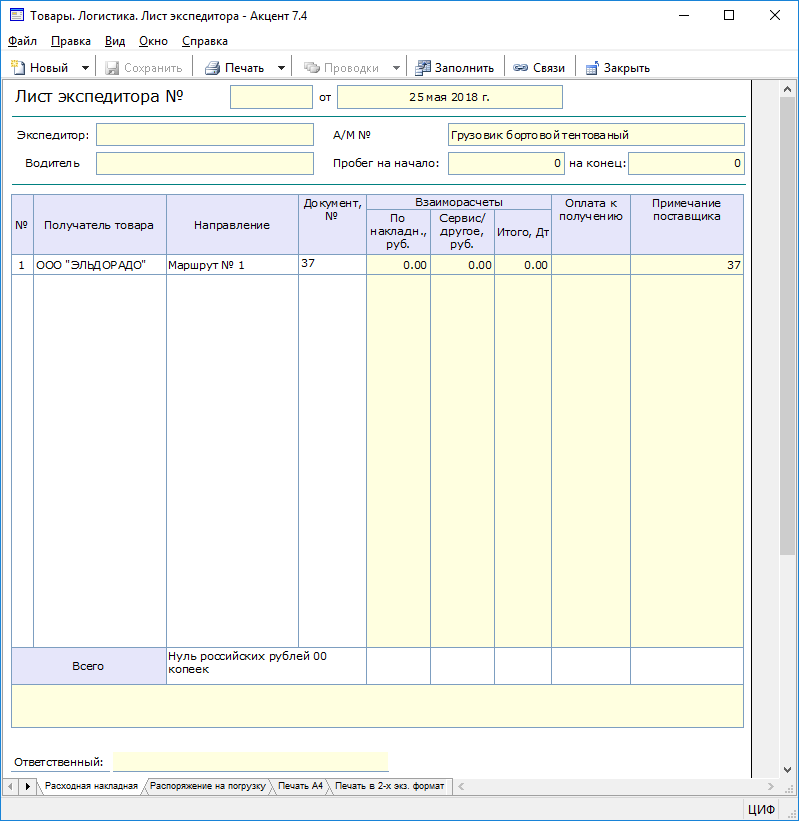 Товары. Логистика. Лист экспедитора - Акцент 7.4
Файл Правка Вид Окно Справка
Новый Сохранить Печать Проводки Заполнить Связи Закрыть
Лист экспедитора № от 25 мая 2018 г.
Экспедитор: А/М № Грузовик бортовой тентованый
Водитель Пробег на начало: 0 на конец: 0
№ Получатель товара Направление Документ, № Взаиморасчеты Оплата к получению Примечание поставщика
По накладн., руб. Сервис/другое, руб. Итого, Дт
1 ООО "ЭЛЬДОРАДО" Маршрут № 1 37 0.00 0.00 0.00 37
Всего Нуль российских рублей 00
копеек
Ответственный:
Расходная накладная Распоряжение на погрузку Печать А4 Печать в 2-х экз. формат
ЦИФ